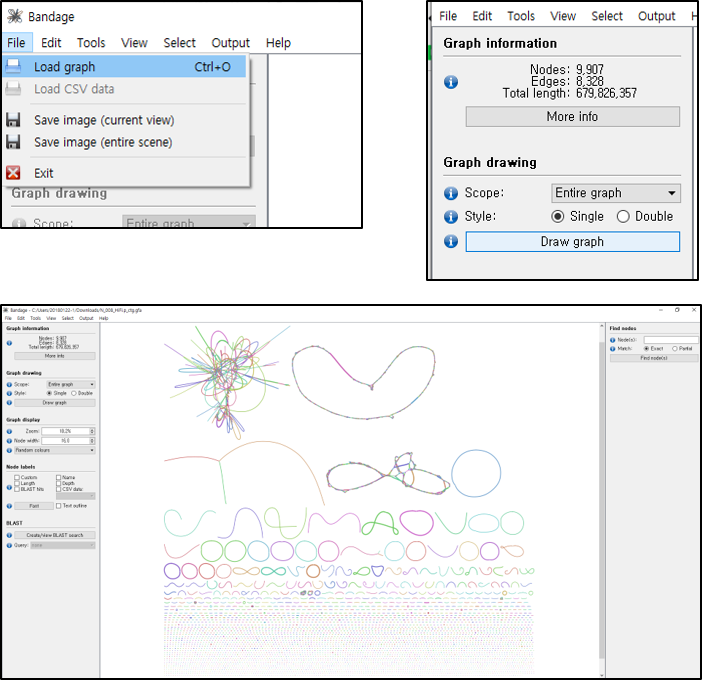 Bandage
File Edit Tools View Select Output Help
Load graph Ctrl+O
Load CSV data
Save image (current view)
Save image (entire scene)
Exit
Graph drawing
Scope: Entire graph
File Edit Tools View Select Output H
Graph information
Nodes: 9,907
Edges: 8,328
Total length: 679,826,357
More info
Graph drawing
Scope: Entire graph
Style: Single Double
Draw graph
Bandage - C:/Users/20180122-1/Downloads/
File Edit Tools View Select Output Help
Graph information
Nodes: 9,907
Edges: 8,328
Total length: 679,826,357
More info
Graph drawing
Scope: Entire graph
Style: Single Double
Draw graph
Graph display
Zoom: 18.2%
Node width: 16.0
Random colours
Node labels
Custom Name
Length Depth
BLAST hits CSV data:
Font Text outline
BLAST
Create/view BLAST search
Query: none
Find nodes
Node(s):
Match: Exact Partial
Find node(s)